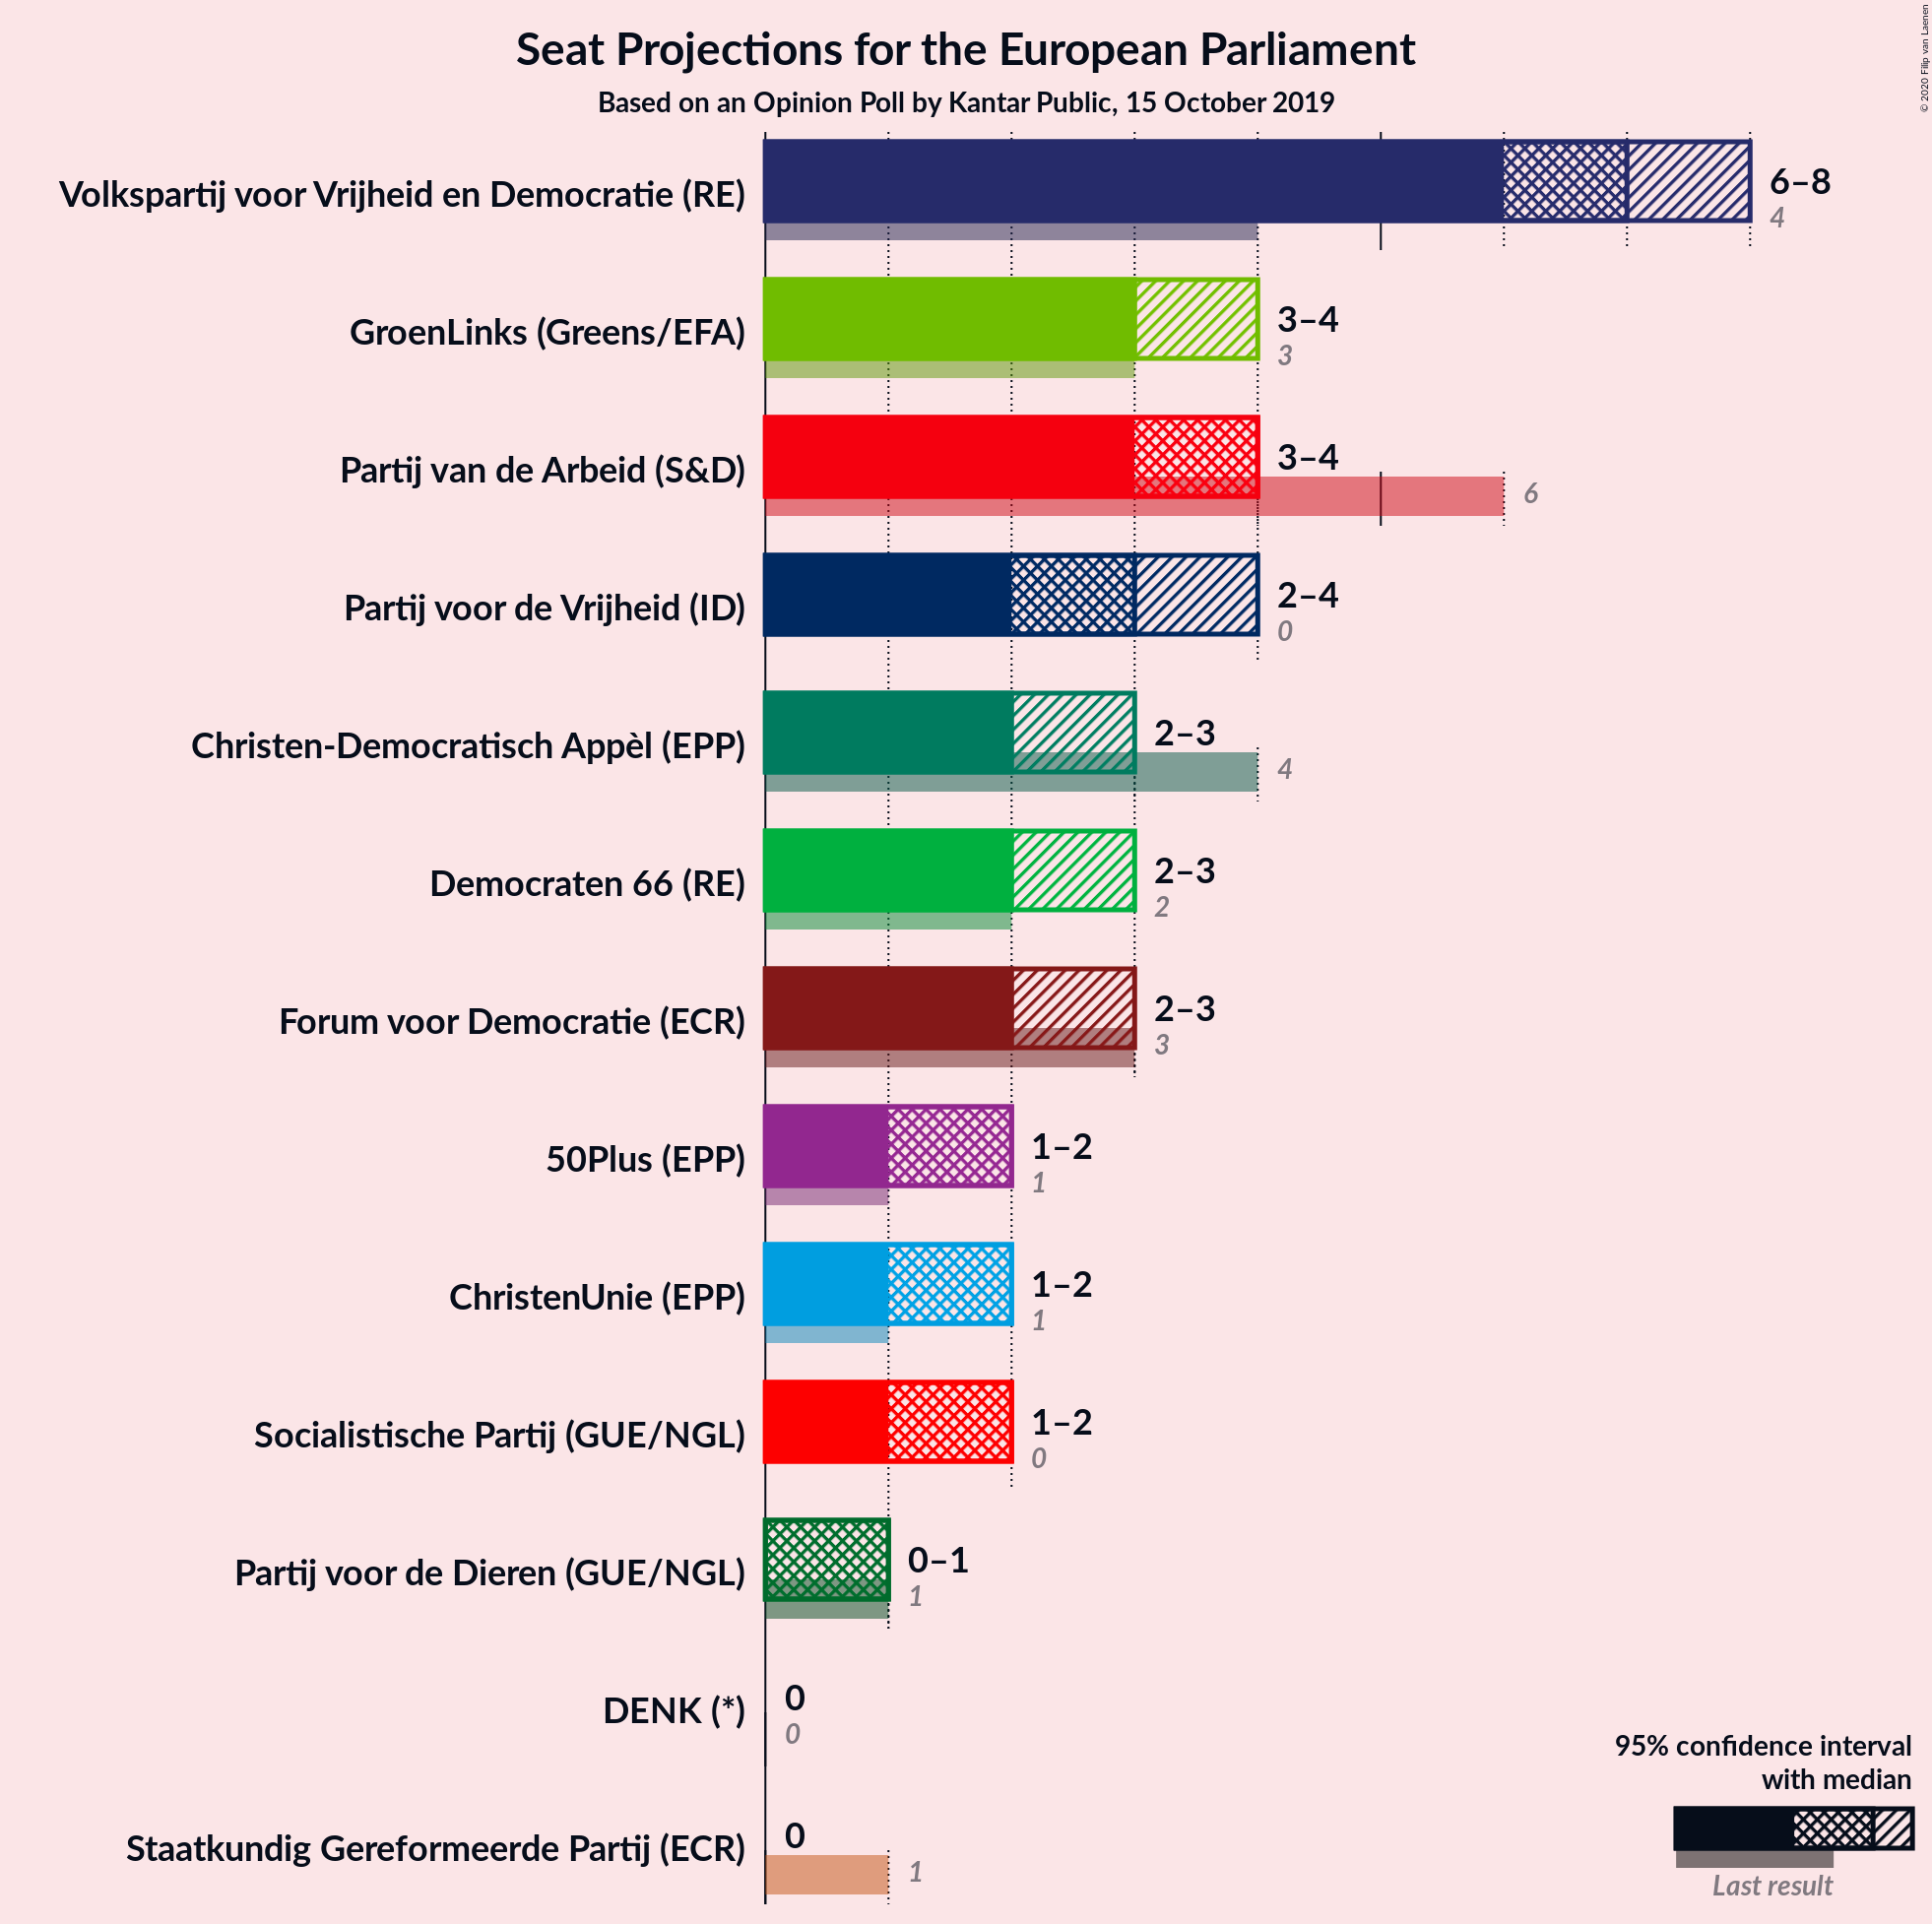 Seat Projections for the European Parliament
Based on an Opinion Poll by Kantar Public, 15 October 2019
© 2020 Filip van Laenen
Volkspartij voor Vrijheid en Democratie (RE)
6–8
4
GroenLinks (Greens/EFA)
3–4
3
Partij van de Arbeid (S&D)
3–4
6
Partij voor de Vrijheid (ID)
2–4
0
Christen-Democratisch Appèl (EPP)
2–3
4
Democraten 66 (RE)
2–3
2
Forum voor Democratie (ECR)
2–3
3
50Plus (EPP)
1–2
1
ChristenUnie (EPP)
1–2
1
Socialistische Partij (GUE/NGL)
1–2
0
Partij voor de Dieren (GUE/NGL)
0–1
1
DENK (*)
0
0
Staatkundig Gereformeerde Partij (ECR)
0
1
95% confidence interval
with median
Last result